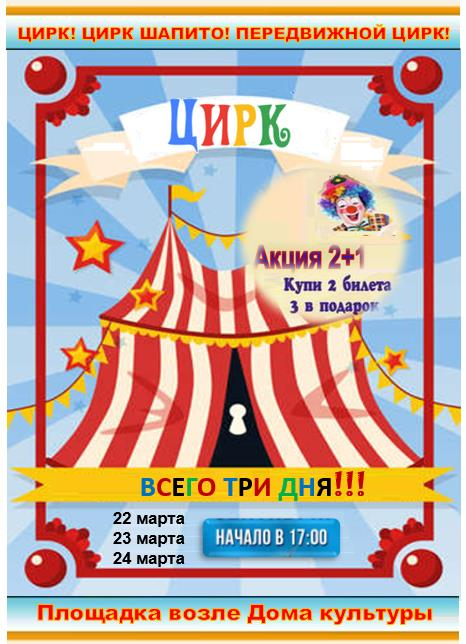 ЦИРК! ЦИРК ШАПИТО! ПЕРЕДВИЖНОЙ ЦИРК!
ЦИРК
Акция 2+1
Купи 2 билета
3 в подарок
ВСЕГО ТРИ ДНЯ!!!
22 марта
23 марта
24 марта
НАЧАЛО В 17:00
Площадка возле Дома культуры